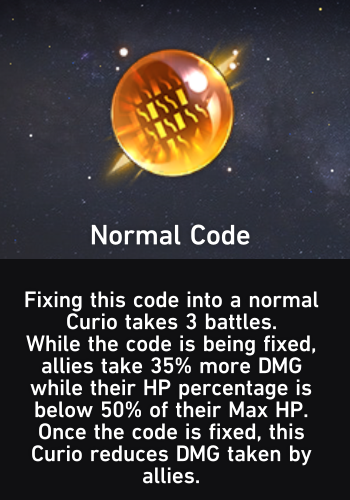 Normal Code
Fixing this code into a normal
Curio takes 3 battles.
While the code is being fixed,
allies take 35% more DMG
while their HP percentage is
below 50% of their Max HP.
Once the code is fixed, this
Curio reduces DMG taken by
allies.